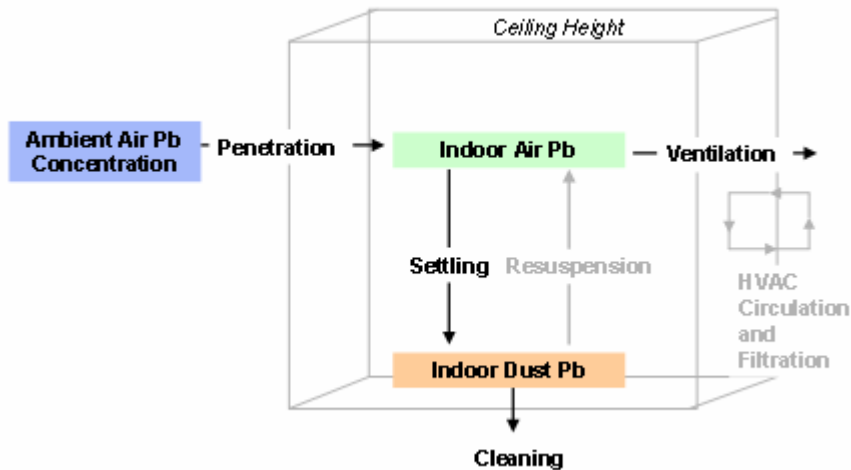 Ceiling Height
Ambient Air Pb
Concentration
Penetration
Indoor Air Pb
Ventilation
Settling
Resuspension
HVAC
Circulation
and
Filtration
Indoor Dust Pb
Cleaning